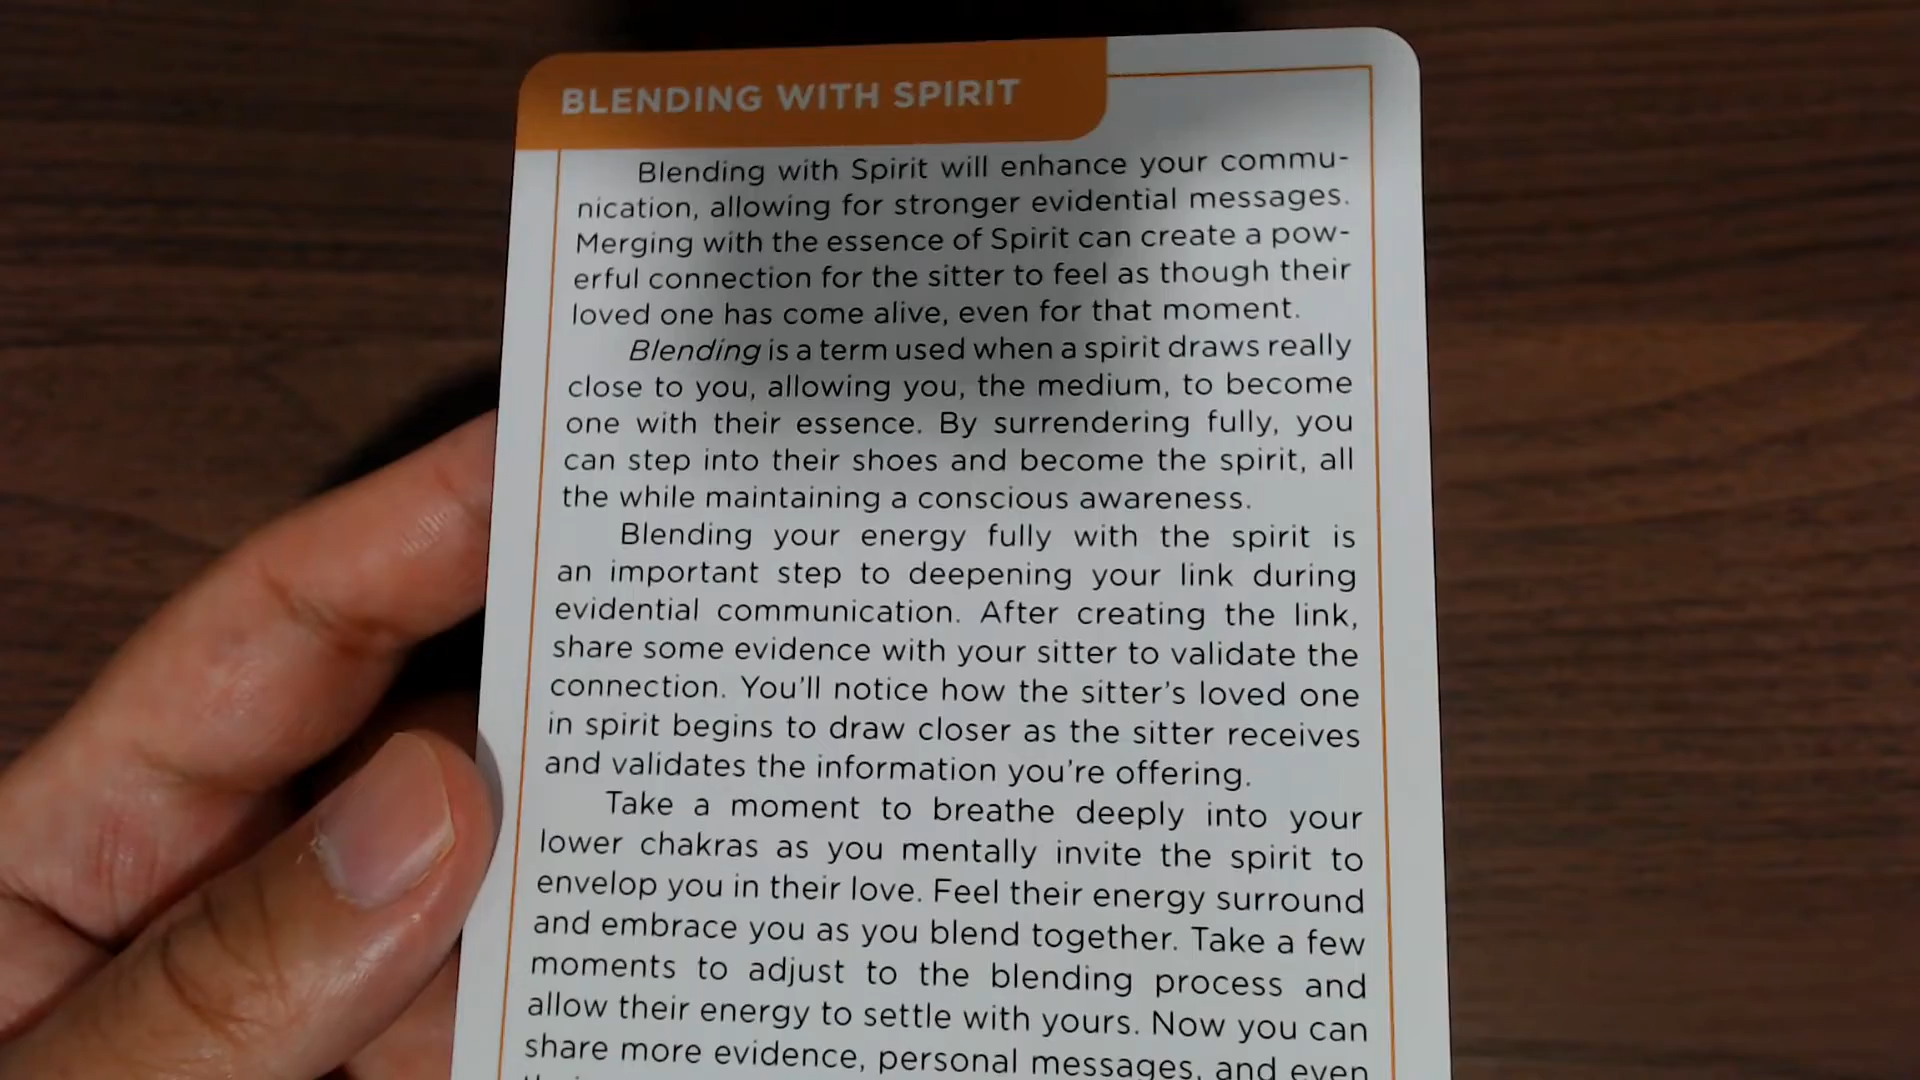 BLENDING WITH SPIRIT
Blending with Spirit will enhance your commu-
nication, allowing for stronger evidential messages.
Merging with the essence of Spirit can create a pow-
erful connection for the sitter to feel as though their
loved one has come alive, even for that moment.
Blending is a term used when a spirit draws really
close to you, allowing you, the medium, to become
one with their essence. By surrendering fully, you
can step into their shoes and become the spirit, all
the while maintaining a conscious awareness.
Blending your energy fully with the spirit is
an important step to deepening your link during
evidential communication. After creating the link,
share some evidence with your sitter to validate the
connection. You'll notice how the sitter's loved one
in spirit begins to draw closer as the sitter receives
and validates the information you're offering.
Take a moment to breathe deeply into your
lower chakras as you mentally invite the spirit to
envelop you in their love. Feel their energy surround
and embrace you as you blend together. Take a few
moments to adjust to the blending process and
allow their energy to settle with yours. Now you can
share more evidence, personal messages, and even